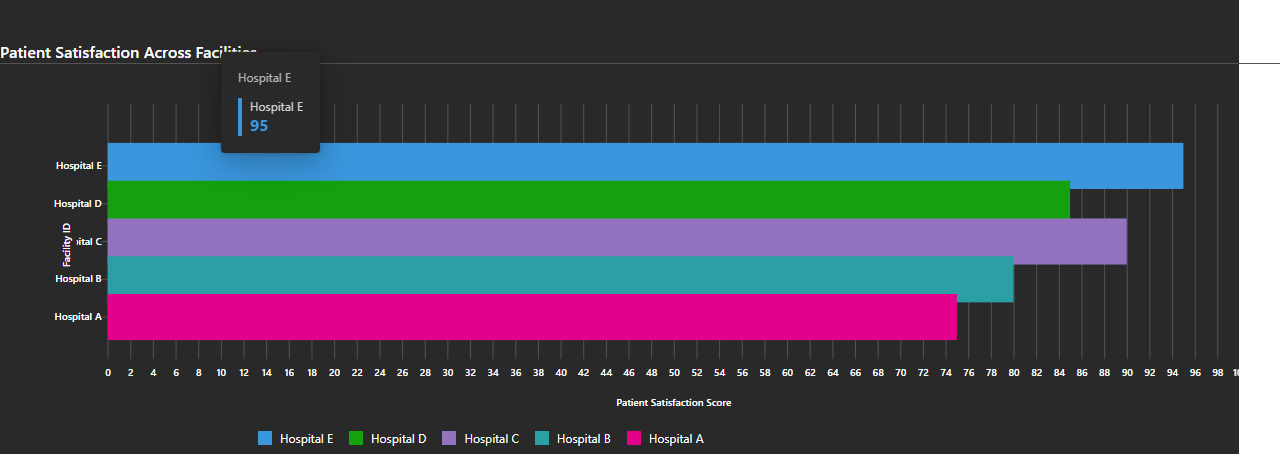 Patient Satisfaction Across Facilities
Hospital E
Hospital E
95
Hospital E
Hospital D
Facility ID
ital C
Hospital B
Hospital A
0 2 4 6 8 10 12 14 16 18 20 22 24 26 28 30 32 34 36 38 40 42 44 46 48 50 52 54 56 58 60 62 64 66 68 70 72 74 76 78 80 82 84 86 88 90 92 94 96 98
Patient Satisfaction Score
Hospital E Hospital D Hospital C Hospital B Hospital A